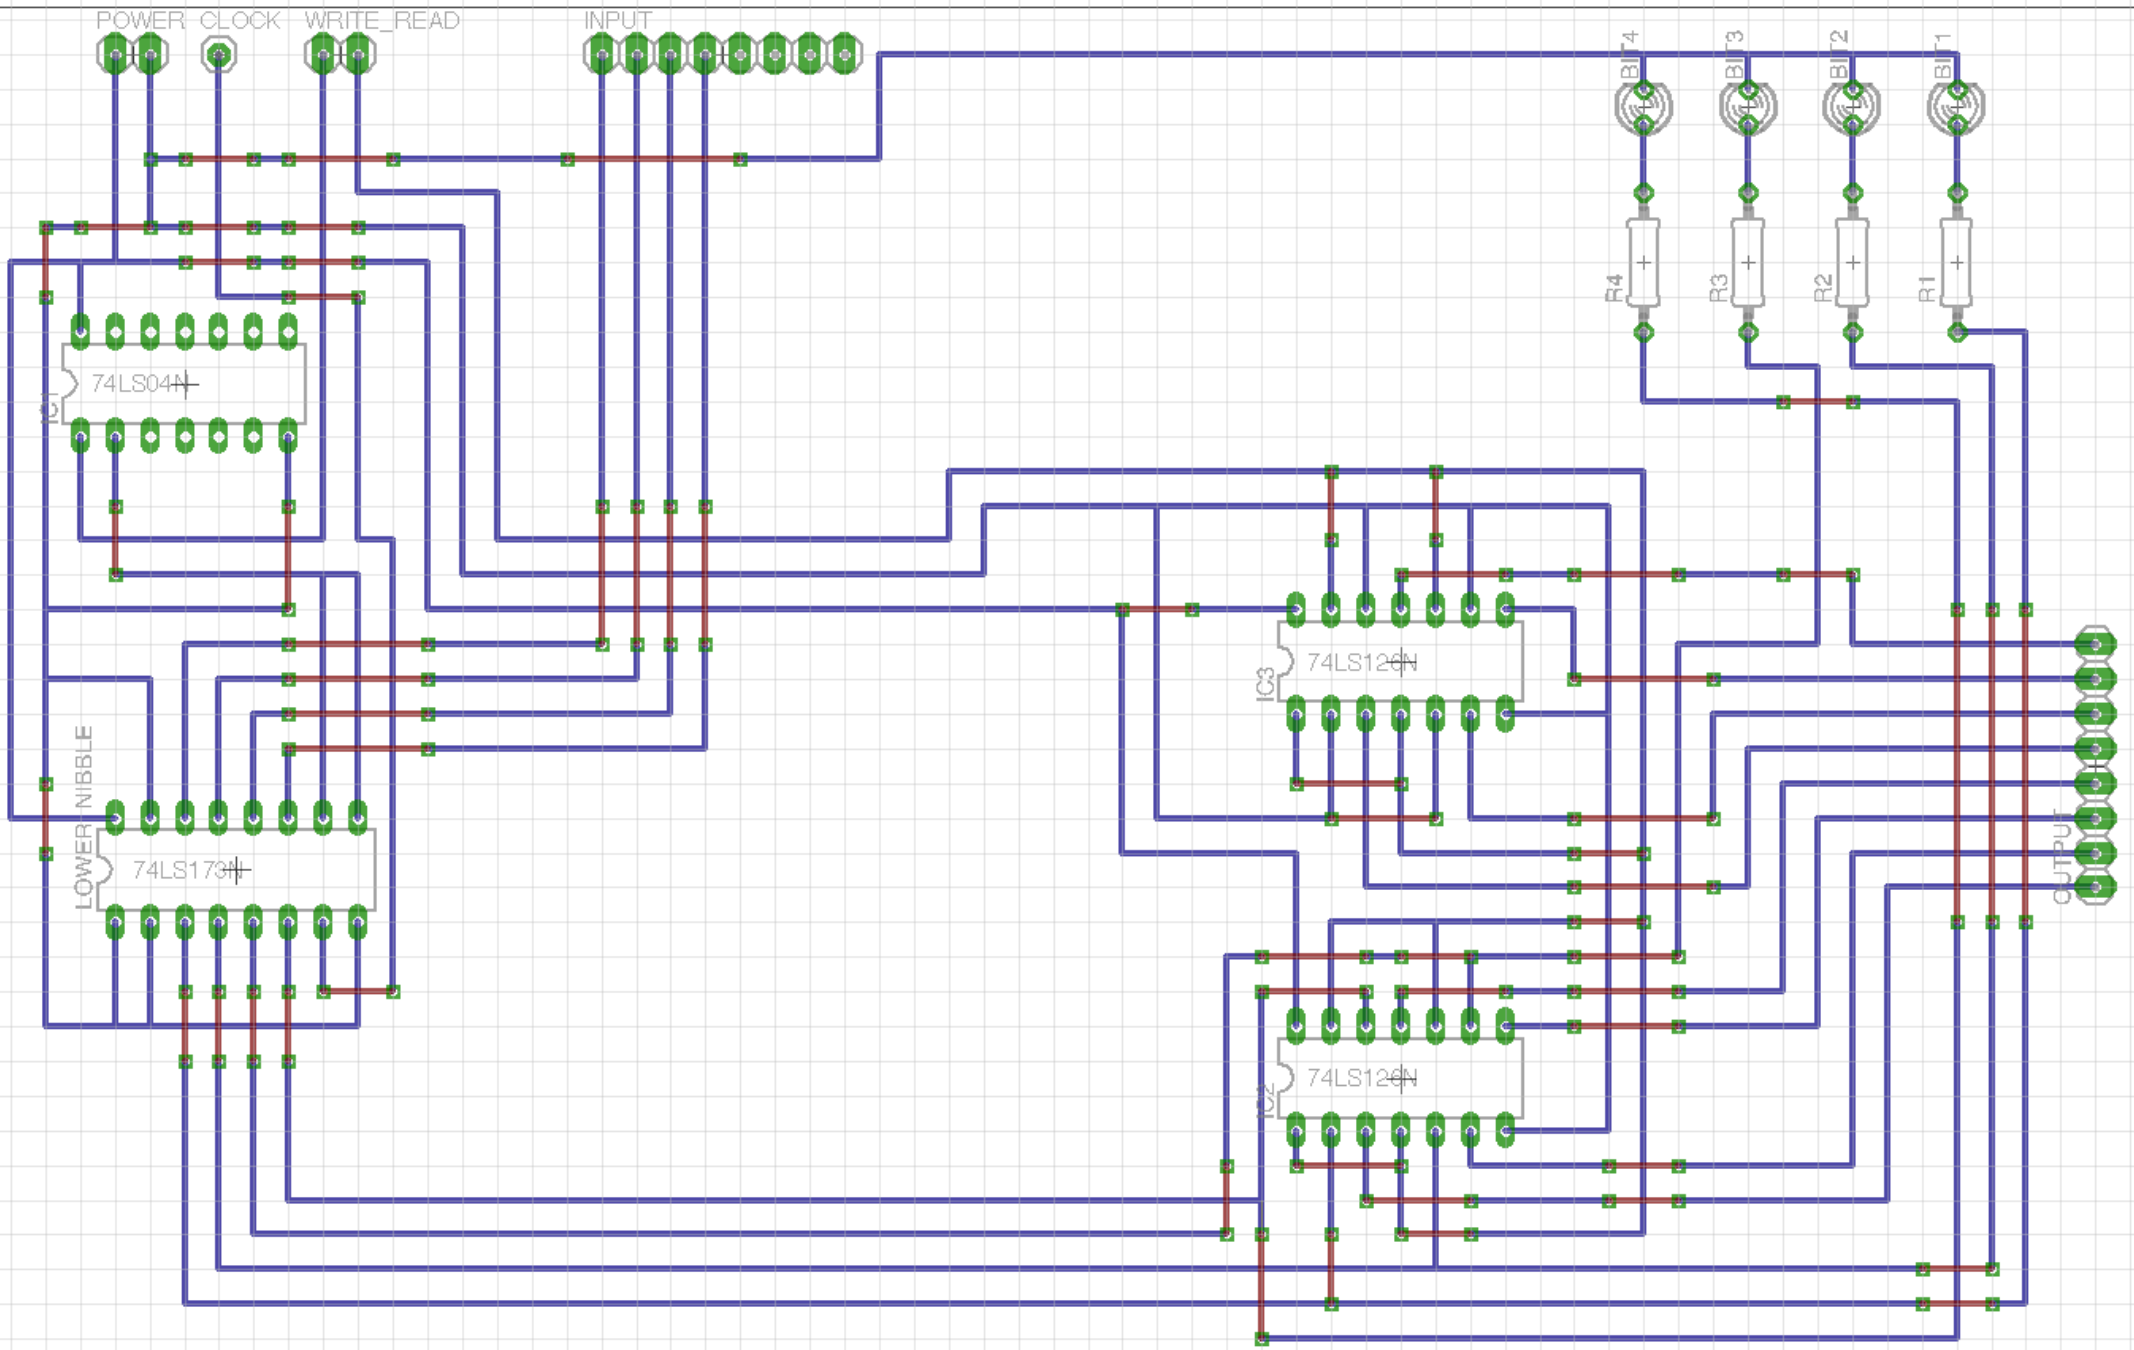 POWER CLOCK WRITE_READ INPUT
BIT4
BIT3
BIT2
BIT1
R4
R3
R2
R1
74LS04N
IC1
74LS126N
IC3
LOWER NIBBLE
74LS173N
OUTPUT
74LS126N
IC2